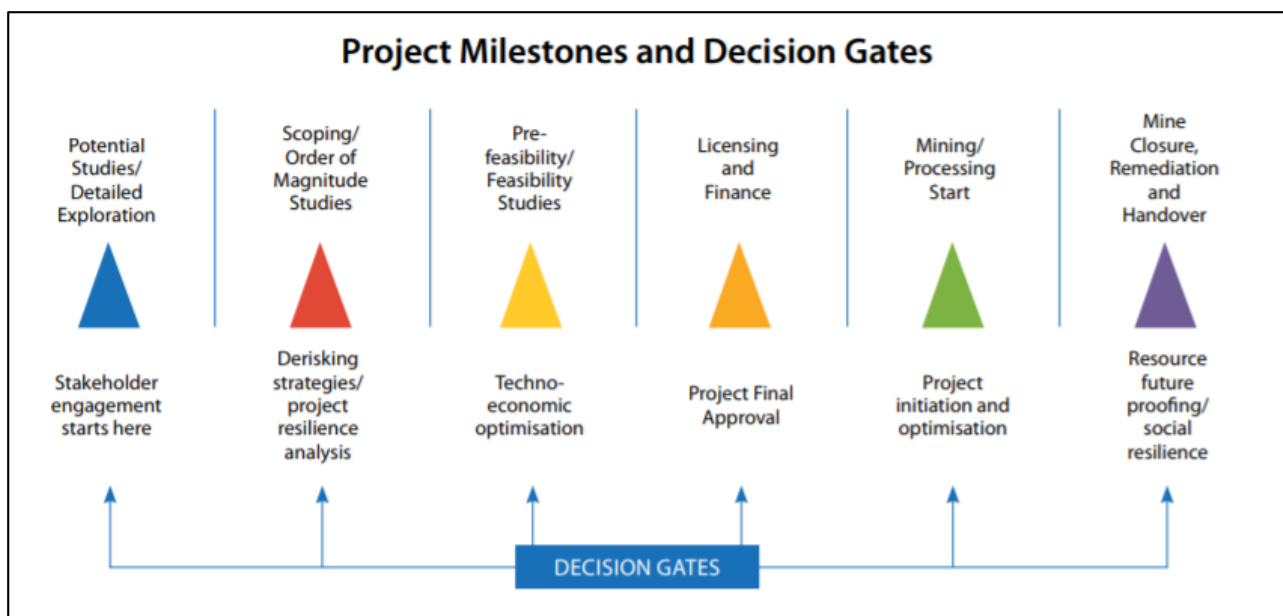 Project Milestones and Decision Gates
Potential
Studies/
Detailed
Exploration
Scoping/
Order of
Magnitude
Studies
Pre-
feasibility/
Feasibility
Studies
Licensing
and
Finance
Mining/
Processing
Start
Mine
Closure,
Remediation
and
Handover
Stakeholder
engagement
starts here
Derisking
strategies/
project
resilience
analysis
Techno-
economic
optimisation
Project Final
Approval
Project
initiation and
optimisation
Resource
future
proofing/
social
resilience
DECISION GATES